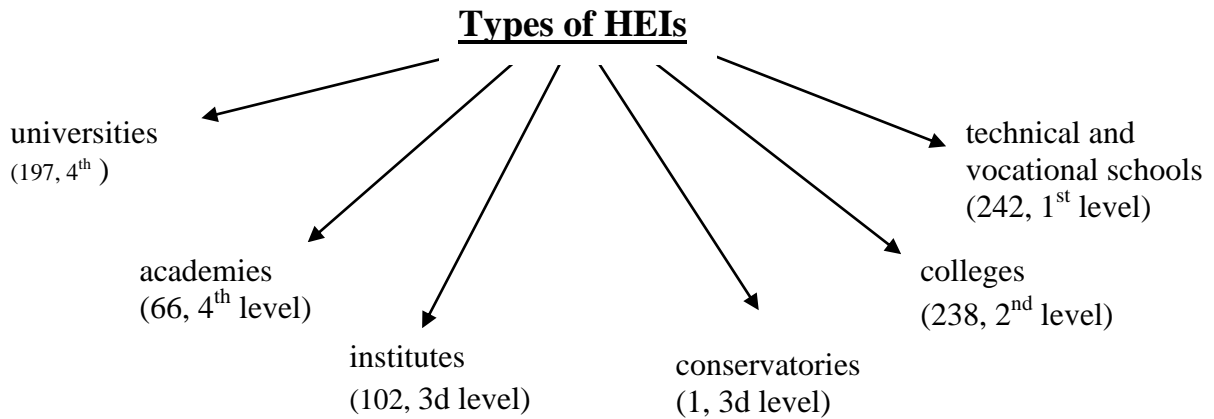 Types of HEIs
universities
(197, 4th )
academies
(66, 4th level)
institutes
(102, 3d level)
conservatories
(1, 3d level)
colleges
(238, 2nd level)
technical and
vocational schools
(242, 1st level)